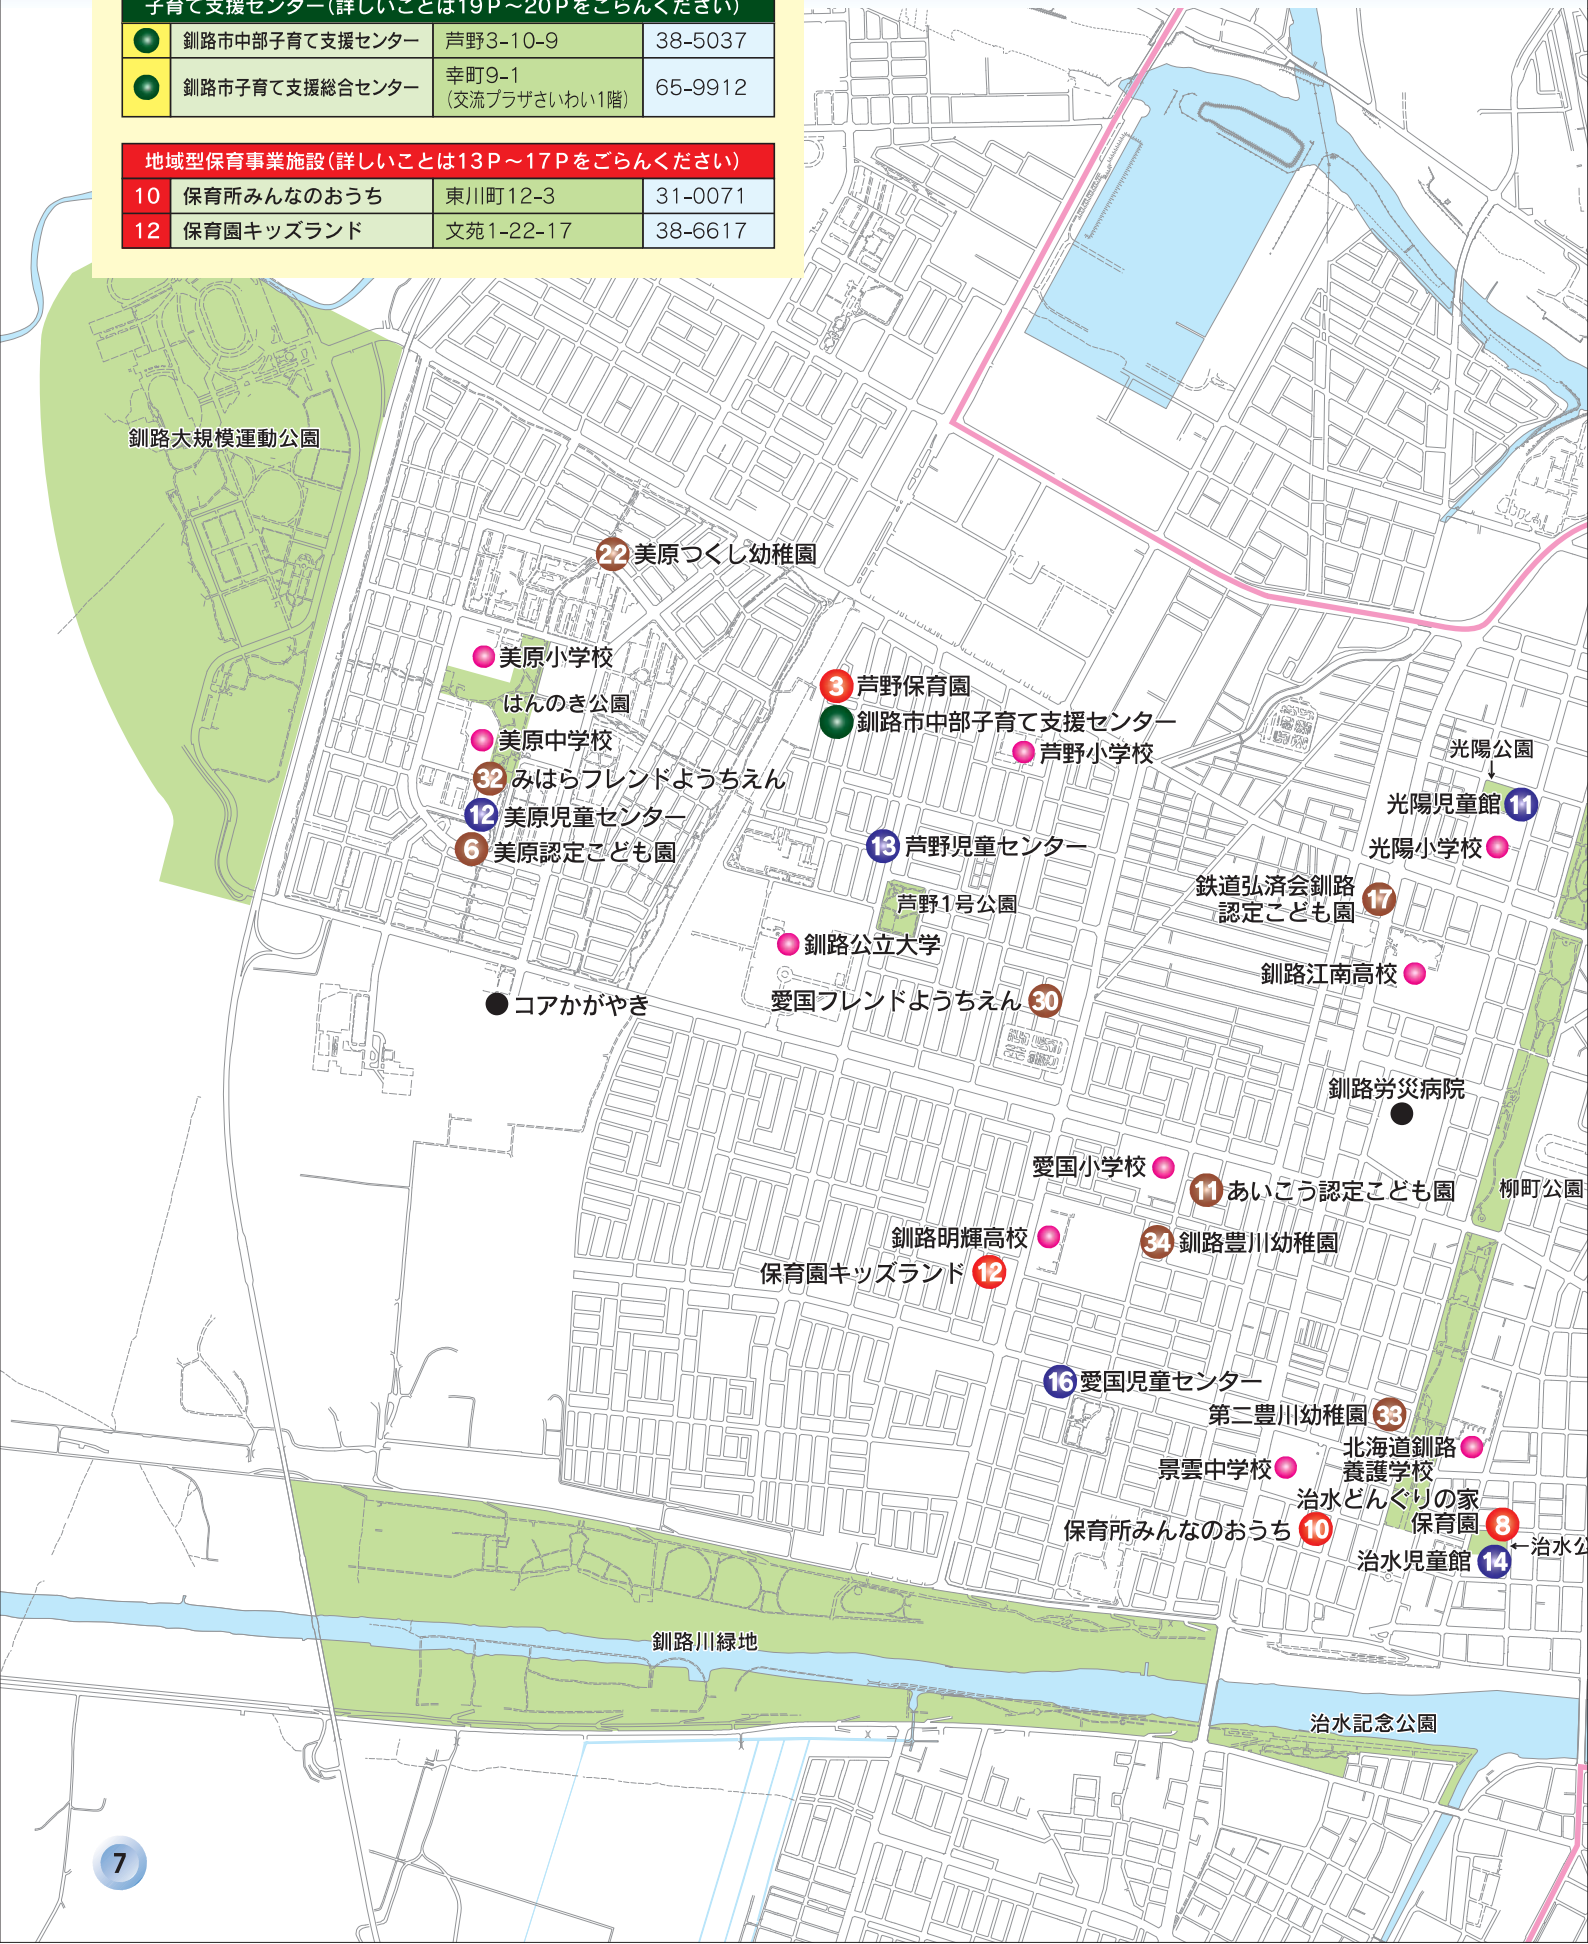 子育て支援センター(詳しいことは19P～20Pをごらんください)
釧路市中部子育て支援センター 芦野3-10-9 38-5037
釧路市子育て支援総合センター 幸町9-1 65-9912
(交流プラザさいわい1階)
地域型保育事業施設(詳しいことは13P～17Pをごらんください)
10 保育所みんなのおうち 東川町12-3 31-0071
12 保育園キッズランド 文苑1-22-17 38-6617
釧路大規模運動公園
22 美原つくし幼稚園
美原小学校
はんのき公園
美原中学校
32 みはらフレンドようちえん
12 美原児童センター
6 美原認定こども園
3 芦野保育園
釧路市中部子育て支援センター
芦野小学校
光陽公園
↓
光陽児童館 11
光陽小学校
13 芦野児童センター
芦野1号公園
鉄道弘済会釧路
認定こども園 17
釧路公立大学
釧路江南高校
愛国フレンドようちえん 30
コアかがやき
釧路労災病院
愛国小学校
11 あいこう認定こども園
柳町公園
釧路明輝高校
34 釧路豊川幼稚園
保育園キッズランド 12
16 愛国児童センター
第二豊川幼稚園 33
北海道釧路
養護学校
景雲中学校
治水どんぐりの家
保育園 8
保育所みんなのおうち 10
←治水公
治水児童館 14
釧路川緑地
治水記念公園
7